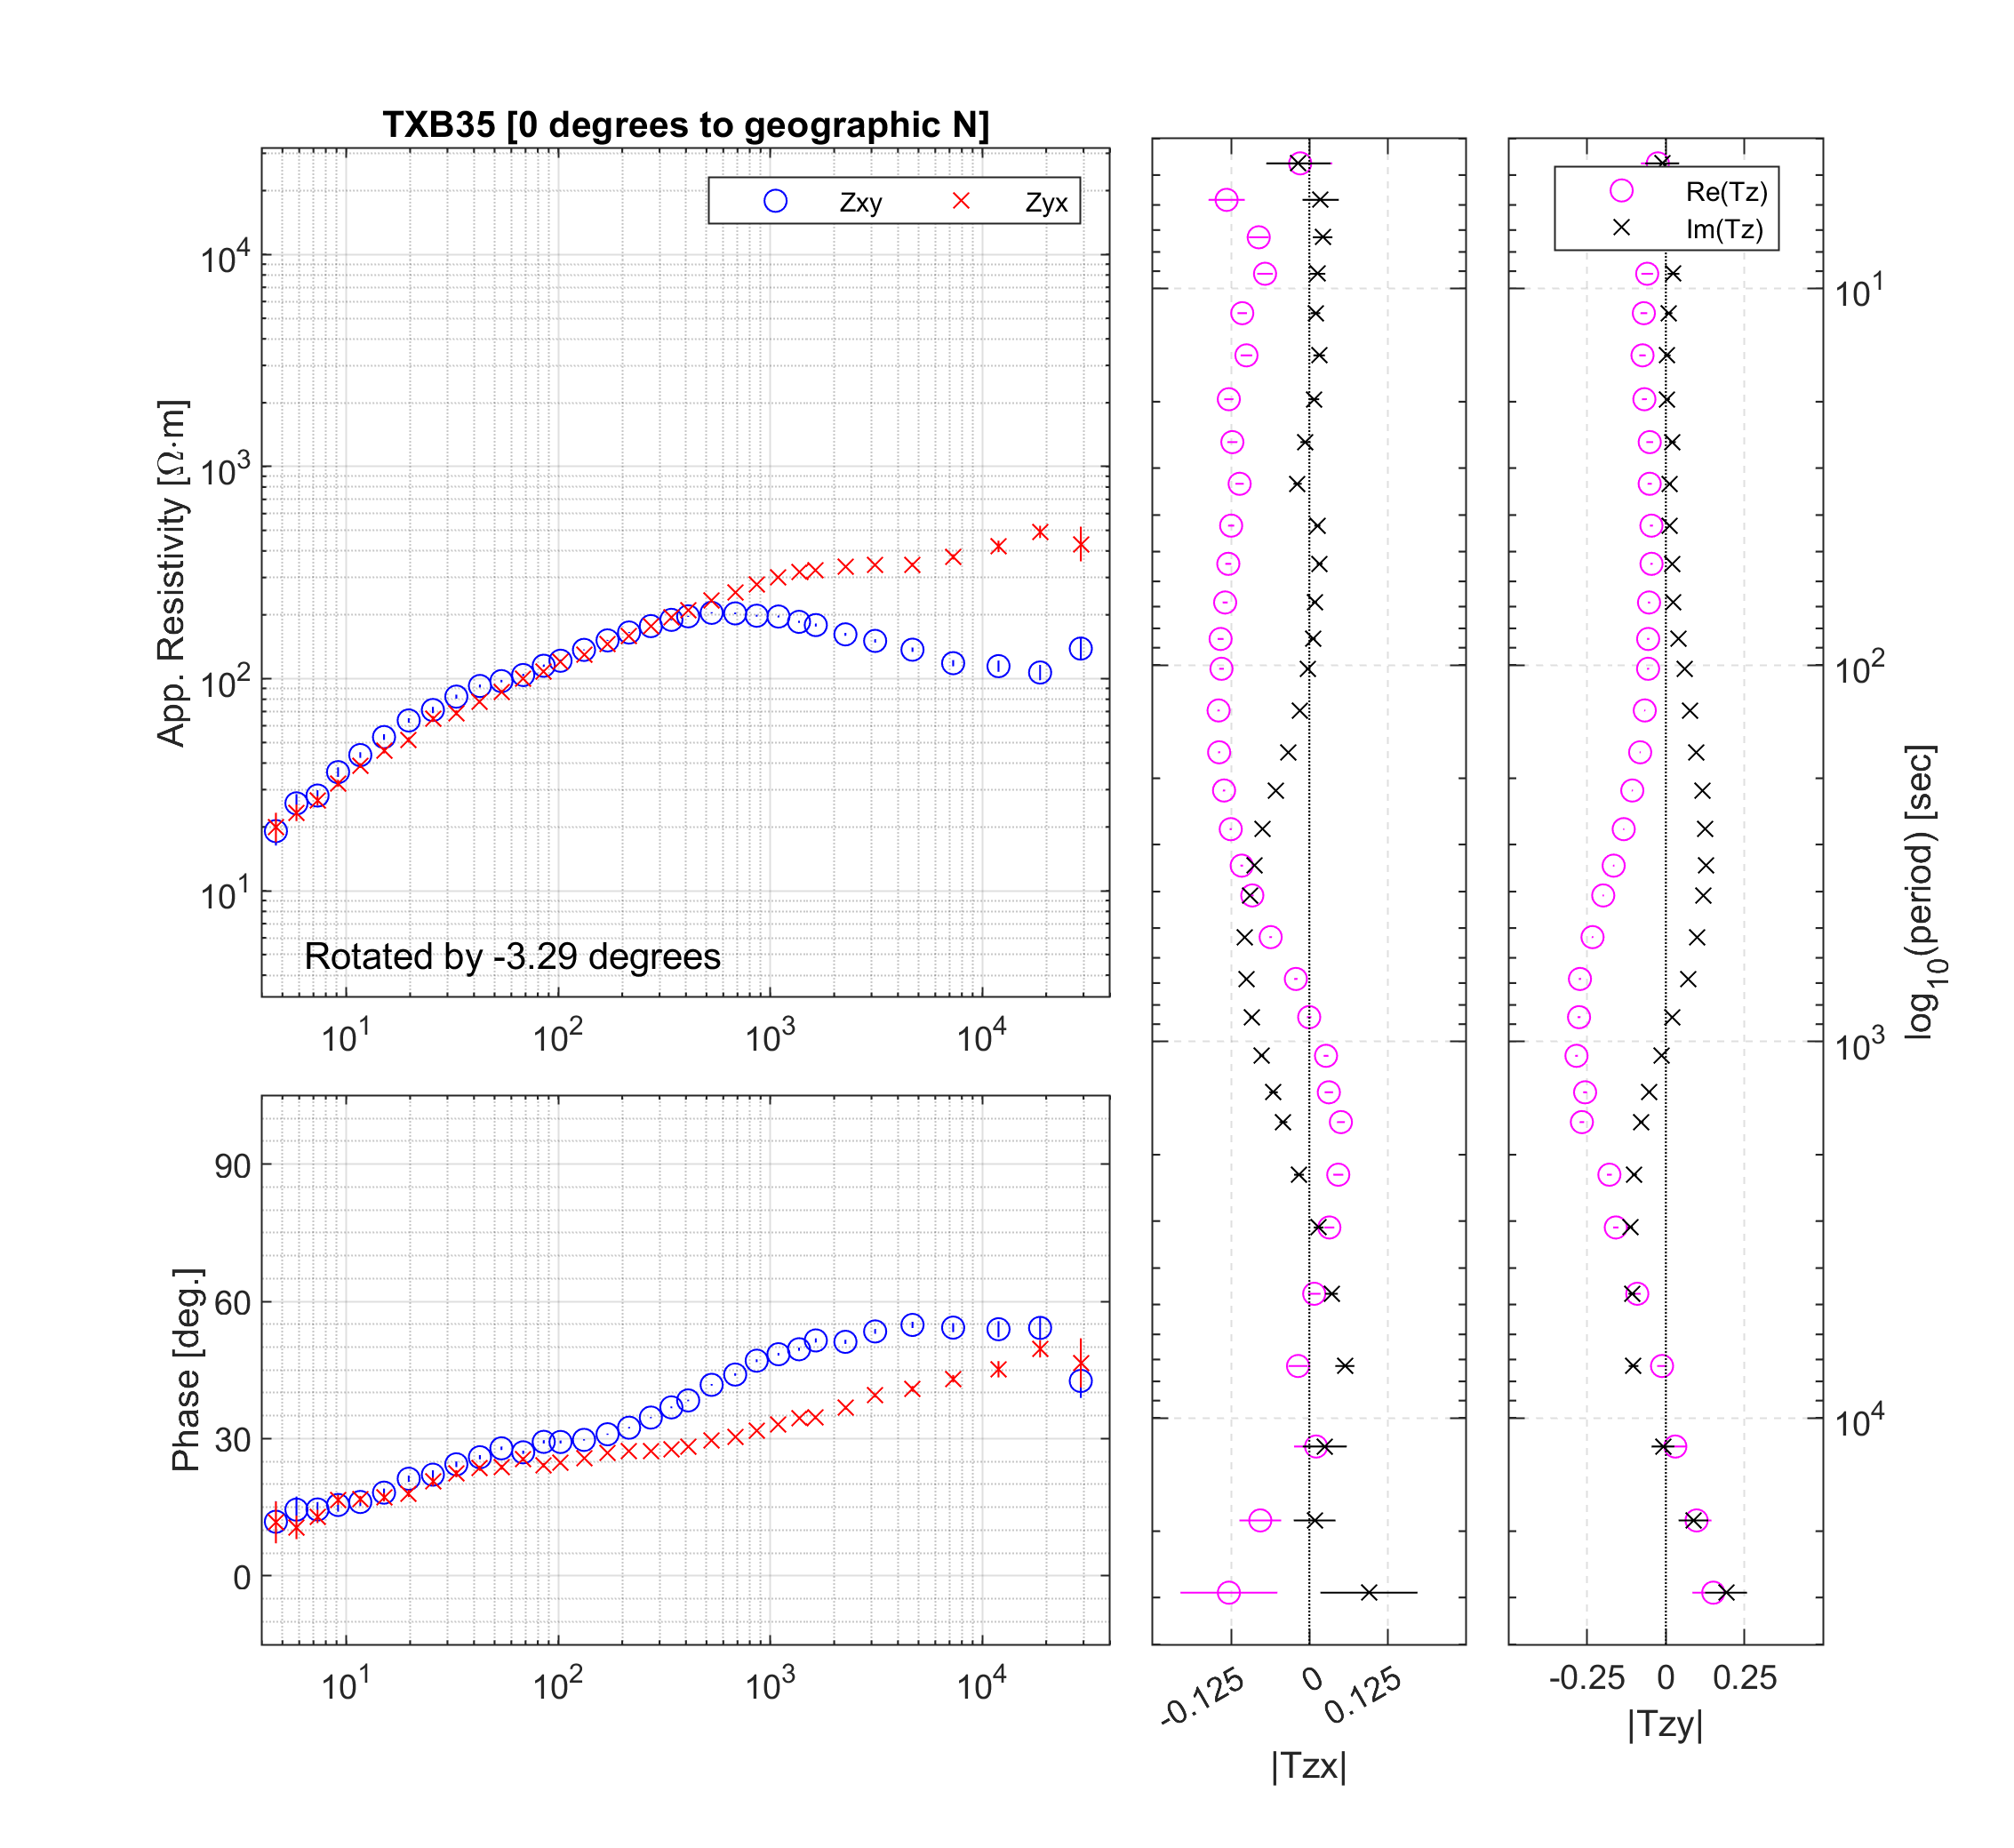 TXB35 [0 degrees to geographic N]
Zxy Zyx
App. Resistivity [Ω·m]
10^4
10^3
10^2
10^1
Rotated by -3.29 degrees
10^1 10^2 10^3 10^4
Phase [deg.]
90
60
30
0
10^1 10^2 10^3 10^4
-0.125 0 0.125
|Tzx|
Re(Tz)
Im(Tz)
-0.25 0 0.25
|Tzy|
10^1
10^2
10^3
10^4
log_10(period) [sec]